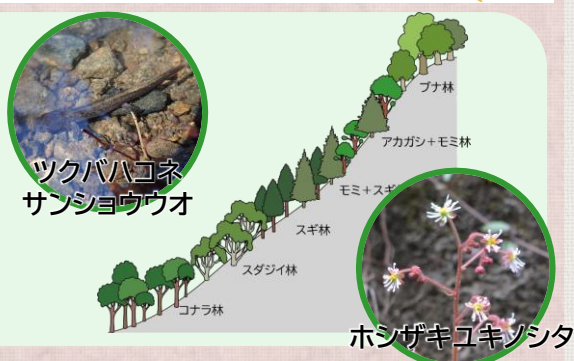 ツクバハコネ
サンショウウオ
ブナ林
アカガシ+モミ林
モミ+スギ
スギ林
スダジイ林
コナラ林
ホシザキユキノシタ